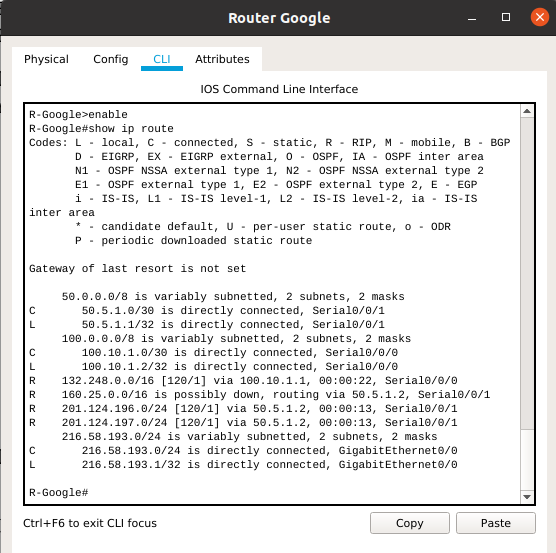 Router Google
Physical Config CLI Attributes
IOS Command Line Interface
R-Google>enable
R-Google#show ip route
Codes: L - local, C - connected, S - static, R - RIP, M - mobile, B - BGP
       D - EIGRP, EX - EIGRP external, O - OSPF, IA - OSPF inter area
       N1 - OSPF NSSA external type 1, N2 - OSPF NSSA external type 2
       E1 - OSPF external type 1, E2 - OSPF external type 2, E - EGP
       i - IS-IS, L1 - IS-IS level-1, L2 - IS-IS level-2, ia - IS-IS
inter area
       * - candidate default, U - per-user static route, o - ODR
       P - periodic downloaded static route
Gateway of last resort is not set
     50.0.0.0/8 is variably subnetted, 2 subnets, 2 masks
C       50.5.1.0/30 is directly connected, Serial0/0/1
L       50.5.1.1/32 is directly connected, Serial0/0/1
     100.0.0.0/8 is variably subnetted, 2 subnets, 2 masks
C       100.10.1.0/30 is directly connected, Serial0/0/0
L       100.10.1.2/32 is directly connected, Serial0/0/0
R    132.248.0.0/16 [120/1] via 100.10.1.1, 00:00:22, Serial0/0/0
R    160.25.0.0/16 is possibly down, routing via 50.5.1.2, Serial0/0/1
R    201.124.196.0/24 [120/1] via 50.5.1.2, 00:00:13, Serial0/0/1
R    201.124.197.0/24 [120/1] via 50.5.1.2, 00:00:13, Serial0/0/1
     216.58.193.0/24 is variably subnetted, 2 subnets, 2 masks
C       216.58.193.0/24 is directly connected, GigabitEthernet0/0
L       216.58.193.1/32 is directly connected, GigabitEthernet0/0
R-Google#
Ctrl+F6 to exit CLI focus
Copy Paste